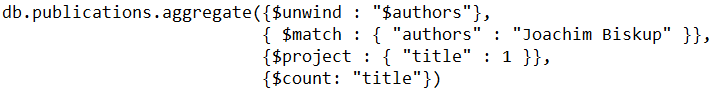 db.publications.aggregate({$unwind : "$authors"},
{ $match : { "authors" : "Joachim Biskup" }},
{$project : { "title" : 1 }},
{$count: "title"})